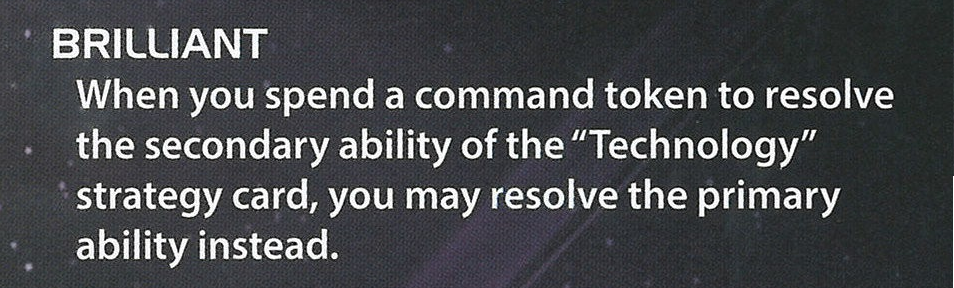 BRILLIANT
When you spend a command token to resolve
the secondary ability of the “Technology”
strategy card, you may resolve the primary
ability instead.